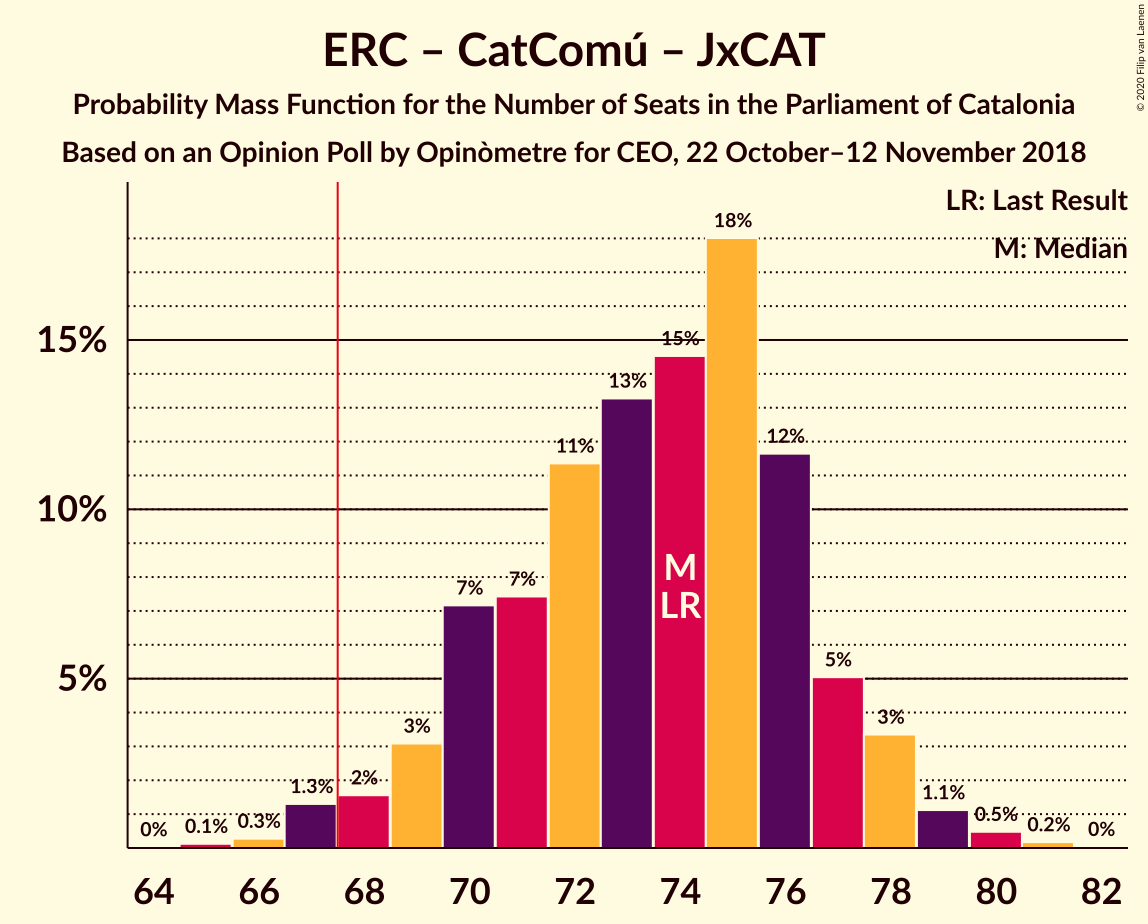 ERC – CatComú – JxCAT
Probability Mass Function for the Number of Seats in the Parliament of Catalonia
Based on an Opinion Poll by Opinòmetre for CEO, 22 October–12 November 2018
© 2020 Filip van Laenen
LR: Last Result
M: Median
15%
10%
5%
0%
0.1%
0.3%
1.3%
2%
3%
7%
7%
11%
13%
15%
18%
12%
5%
3%
1.1%
0.5%
0.2%
0%
M
LR
64 66 68 70 72 74 76 78 80 82